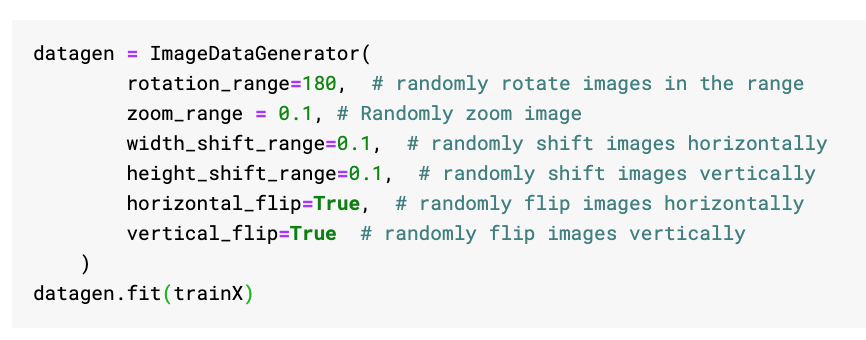 datagen = ImageDataGenerator(
        rotation_range=180,  # randomly rotate images in the range
        zoom_range = 0.1, # Randomly zoom image
        width_shift_range=0.1,  # randomly shift images horizontally
        height_shift_range=0.1,  # randomly shift images vertically
        horizontal_flip=True,  # randomly flip images horizontally
        vertical_flip=True  # randomly flip images vertically
    )
datagen.fit(trainX)